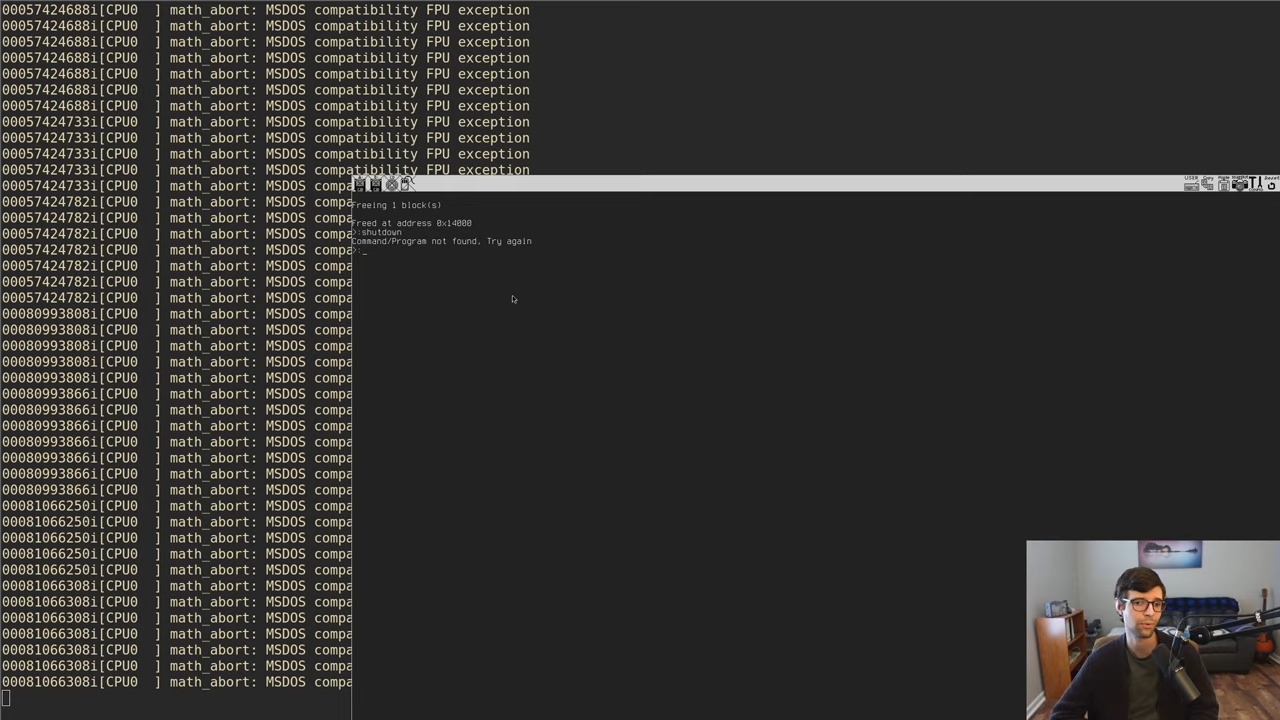 00057424688i[CPU0  ] math_abort: MSDOS compatibility FPU exception
00057424688i[CPU0  ] math_abort: MSDOS compatibility FPU exception
00057424688i[CPU0  ] math_abort: MSDOS compatibility FPU exception
00057424688i[CPU0  ] math_abort: MSDOS compatibility FPU exception
00057424688i[CPU0  ] math_abort: MSDOS compatibility FPU exception
00057424688i[CPU0  ] math_abort: MSDOS compatibility FPU exception
00057424688i[CPU0  ] math_abort: MSDOS compatibility FPU exception
00057424733i[CPU0  ] math_abort: MSDOS compatibility FPU exception
00057424733i[CPU0  ] math_abort: MSDOS compatibility FPU exception
00057424733i[CPU0  ] math_abort: MSDOS compatibility FPU exception
00057424733i[CPU0  ] math_abort: MSDOS compatibility FPU exception
00057424733i[CPU0  ] math_abort: MSDOS compa
00057424782i[CPU0  ] math_abort: MSDOS compa
00057424782i[CPU0  ] math_abort: MSDOS compa
00057424782i[CPU0  ] math_abort: MSDOS compa
00057424782i[CPU0  ] math_abort: MSDOS compa
00057424782i[CPU0  ] math_abort: MSDOS compa
00057424782i[CPU0  ] math_abort: MSDOS compa
00057424782i[CPU0  ] math_abort: MSDOS compa
00080993808i[CPU0  ] math_abort: MSDOS compa
00080993808i[CPU0  ] math_abort: MSDOS compa
00080993808i[CPU0  ] math_abort: MSDOS compa
00080993808i[CPU0  ] math_abort: MSDOS compa
00080993808i[CPU0  ] math_abort: MSDOS compa
00080993866i[CPU0  ] math_abort: MSDOS compa
00080993866i[CPU0  ] math_abort: MSDOS compa
00080993866i[CPU0  ] math_abort: MSDOS compa
00080993866i[CPU0  ] math_abort: MSDOS compa
00080993866i[CPU0  ] math_abort: MSDOS compa
00080993866i[CPU0  ] math_abort: MSDOS compa
00080993866i[CPU0  ] math_abort: MSDOS compa
00081066250i[CPU0  ] math_abort: MSDOS compa
00081066250i[CPU0  ] math_abort: MSDOS compa
00081066250i[CPU0  ] math_abort: MSDOS compa
00081066250i[CPU0  ] math_abort: MSDOS compa
00081066250i[CPU0  ] math_abort: MSDOS compa
00081066308i[CPU0  ] math_abort: MSDOS compa
00081066308i[CPU0  ] math_abort: MSDOS compa
00081066308i[CPU0  ] math_abort: MSDOS compa
00081066308i[CPU0  ] math_abort: MSDOS compa
00081066308i[CPU0  ] math_abort: MSDOS compa
00081066308i[CPU0  ] math_abort: MSDOS compa
00081066308i[CPU0  ] math_abort: MSDOS compa
USER Copy Paste Reset
Freeing 1 block(s)
Freed at address 0x14000
>:shutdown
Command/Program not found, Try again
>:_